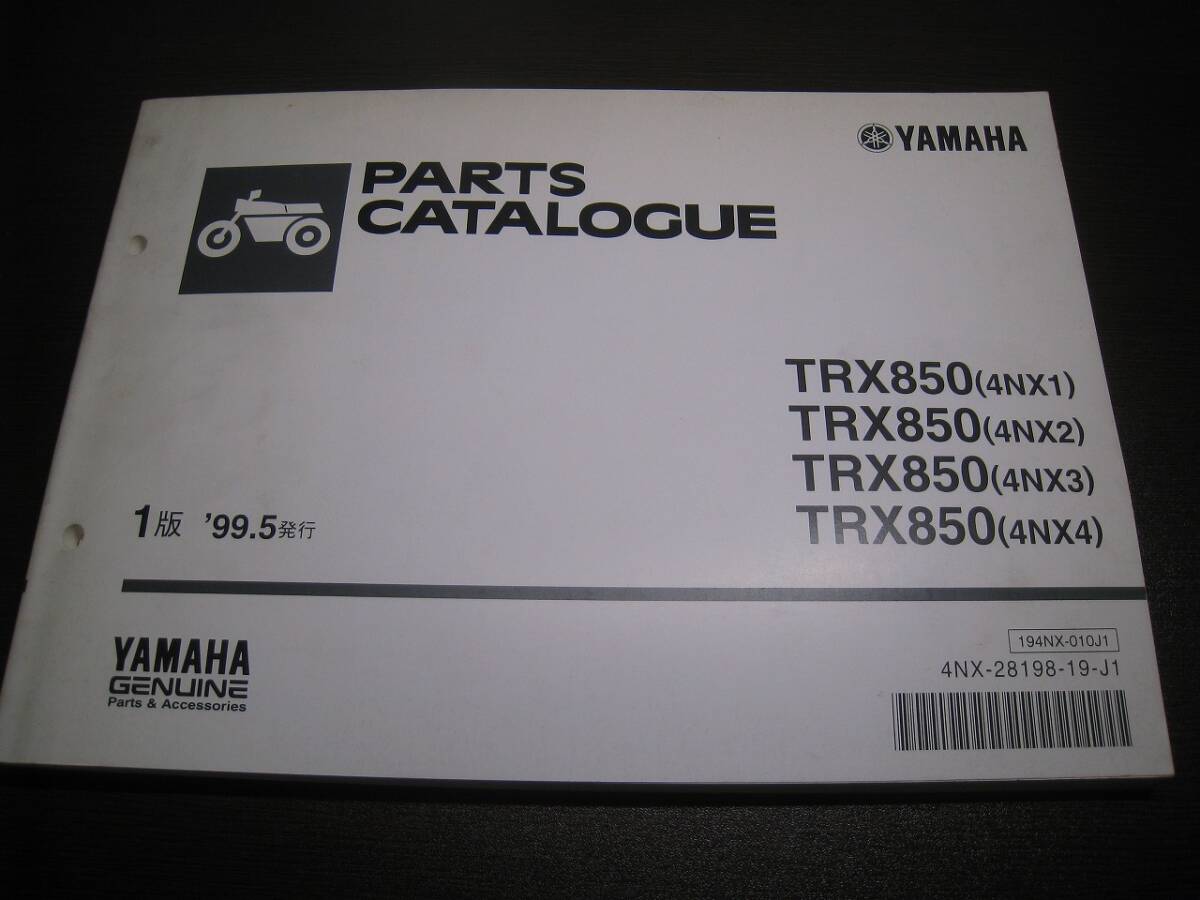 YAMAHA
PARTS
CATALOGUE
TRX850(4NX1)
TRX850(4NX2)
TRX850(4NX3)
TRX850(4NX4)
1版 '99.5発行
YAMAHA
GENUINE
Parts & Accessories
194NX-010J1
4NX-28198-19-J1